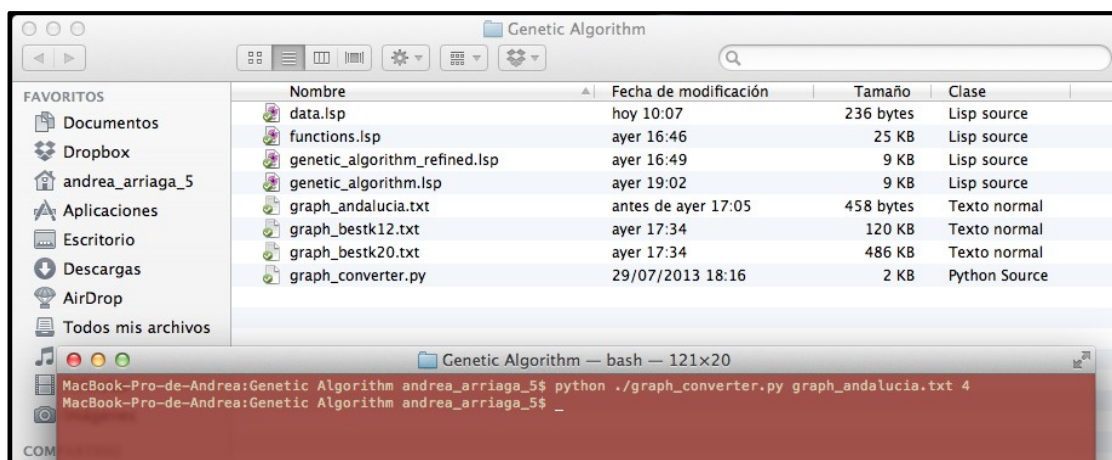 Genetic Algorithm
FAVORITOS
Nombre Fecha de modificación Tamaño Clase
Documentos
data.lsp hoy 10:07 236 bytes Lisp source
functions.lsp ayer 16:46 25 KB Lisp source
Dropbox
genetic_algorithm_refined.lsp ayer 16:49 9 KB Lisp source
andrea_arriaga_5
genetic_algorithm.lsp ayer 19:02 9 KB Lisp source
Aplicaciones
graph_andalucia.txt antes de ayer 17:05 458 bytes Texto normal
Escritorio
graph_bestk12.txt ayer 17:34 120 KB Texto normal
graph_bestk20.txt ayer 17:34 486 KB Texto normal
Descargas
graph_converter.py 29/07/2013 18:16 2 KB Python Source
AirDrop
Todos mis archivos
Genetic Algorithm — bash — 121×20
MacBook-Pro-de-Andrea:Genetic Algorithm andrea_arriaga_5$ python ./graph_converter.py graph_andalucia.txt 4
MacBook-Pro-de-Andrea:Genetic Algorithm andrea_arriaga_5$ _